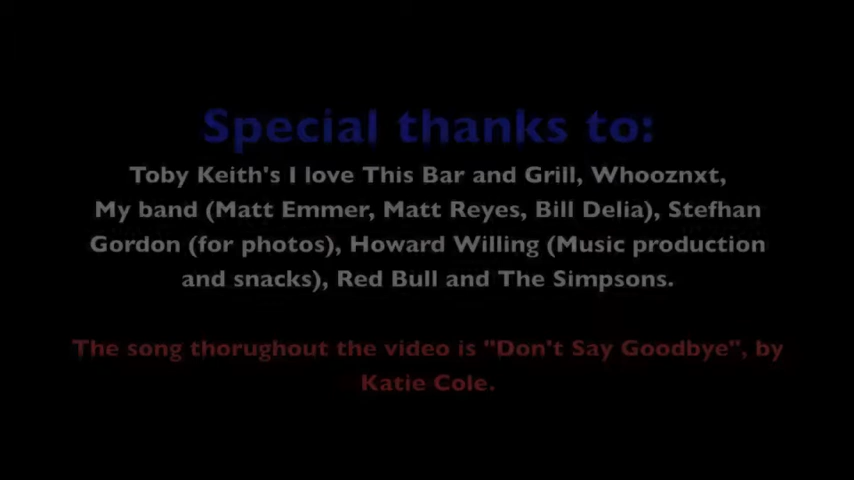 Special thanks to:
Toby Keith's I love This Bar and Grill, Whooznxt,
My band (Matt Emmer, Matt Reyes, Bill Delia), Stefhan
Gordon (for photos), Howard Willing (Music production
and snacks), Red Bull and The Simpsons.
The song thorughout the video is "Don't Say Goodbye", by
Katie Cole.